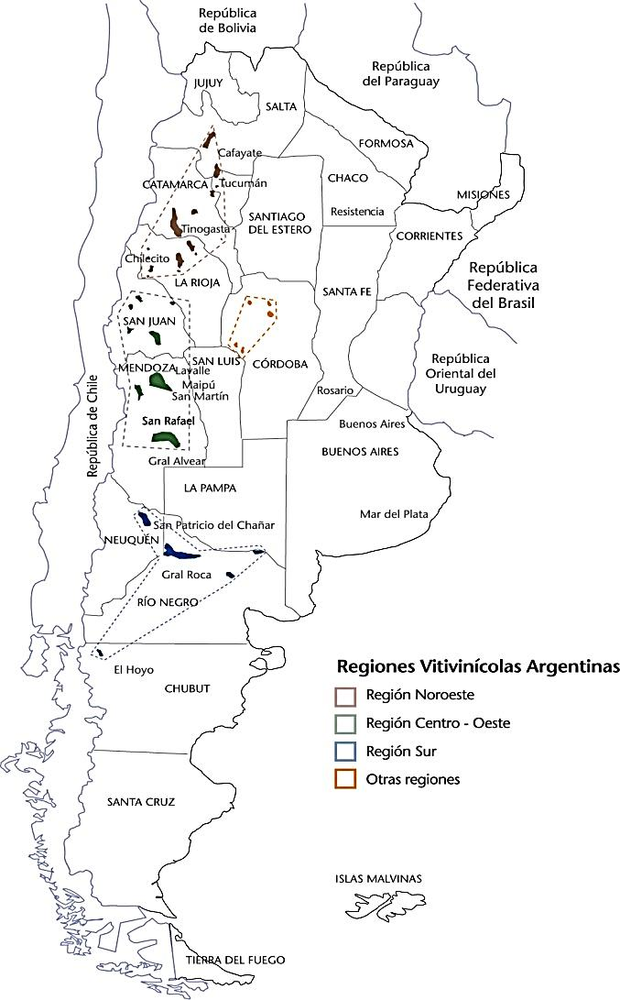 República
de Bolivia
República
del Paraguay
JUJUY
SALTA
FORMOSA
Cafayate
CATAMARCA
Tucumán
CHACO
MISIONES
Resistencia
SANTIAGO
DEL ESTERO
Tinogasta
CORRIENTES
Chilecito
LA RIOJA
República
Federativa
del Brasil
SANTA FE
SAN JUAN
MENDOZA
SAN LUIS
CÓRDOBA
Lavalle
Maipú
San Martín
República
Oriental del
Uruguay
Rosario
República de Chile
San Rafael
Buenos Aires
BUENOS AIRES
Gral Alvear
LA PAMPA
Mar del Plata
San Patricio del Chañar
NEUQUÉN
Gral Roca
RÍO NEGRO
El Hoyo
CHUBUT
Regiones Vitivinícolas Argentinas
Región Noroeste
Región Centro - Oeste
Región Sur
Otras regiones
SANTA CRUZ
ISLAS MALVINAS
TIERRA DEL FUEGO